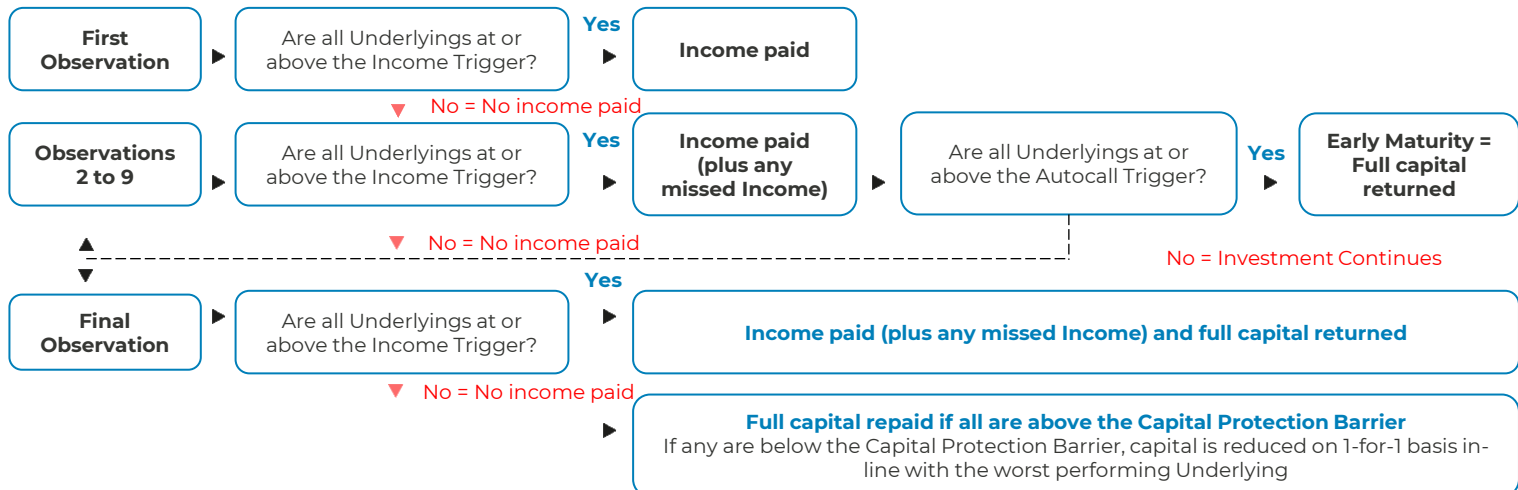 First
Observation
Are all Underlyings at or
above the Income Trigger?
Yes
Income paid
No = No income paid
Observations
2 to 9
Are all Underlyings at or
above the Income Trigger?
Yes
Income paid
(plus any
missed Income)
Are all Underlyings at or
above the Autocall Trigger?
Yes
Early Maturity =
Full capital
returned
No = No income paid
No = Investment Continues
Final
Observation
Are all Underlyings at or
above the Income Trigger?
Yes
Income paid (plus any missed Income) and full capital returned
No = No income paid
Full capital repaid if all are above the Capital Protection Barrier
If any are below the Capital Protection Barrier, capital is reduced on 1-for-1 basis in-
line with the worst performing Underlying